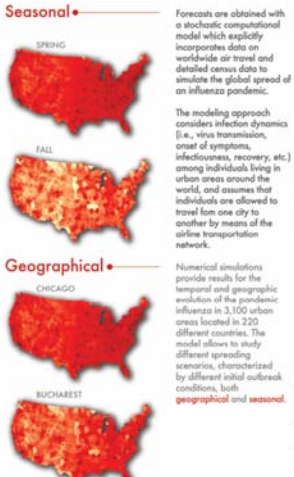 Seasonal
SPRING
FALL
Geographical
CHICAGO
BUCHAREST
Forecasts are obtained with
a stochastic computational
model which explicitly
incorporates data on
worldwide air travel and
detailed census data to
simulate the global spread of
an influenza pandemic.
The modeling approach
considers infection dynamics
(i.e., virus transmission,
onset of symptoms,
infectiousness, recovery, etc.)
among individuals living in
urban areas around the
world, and assumes that
individuals are allowed to
travel fom one city to
another by means of the
airline transportation
network.
Numerical simulations
provide results for the
temporal and geographic
evolution of the pandemic
influenza in 3,100 urban
areas located in 220
different countries. The
model allows to study
different spreading
scenarios, characterized
by different initial outbreak
conditions, both
geographical and seasonal.